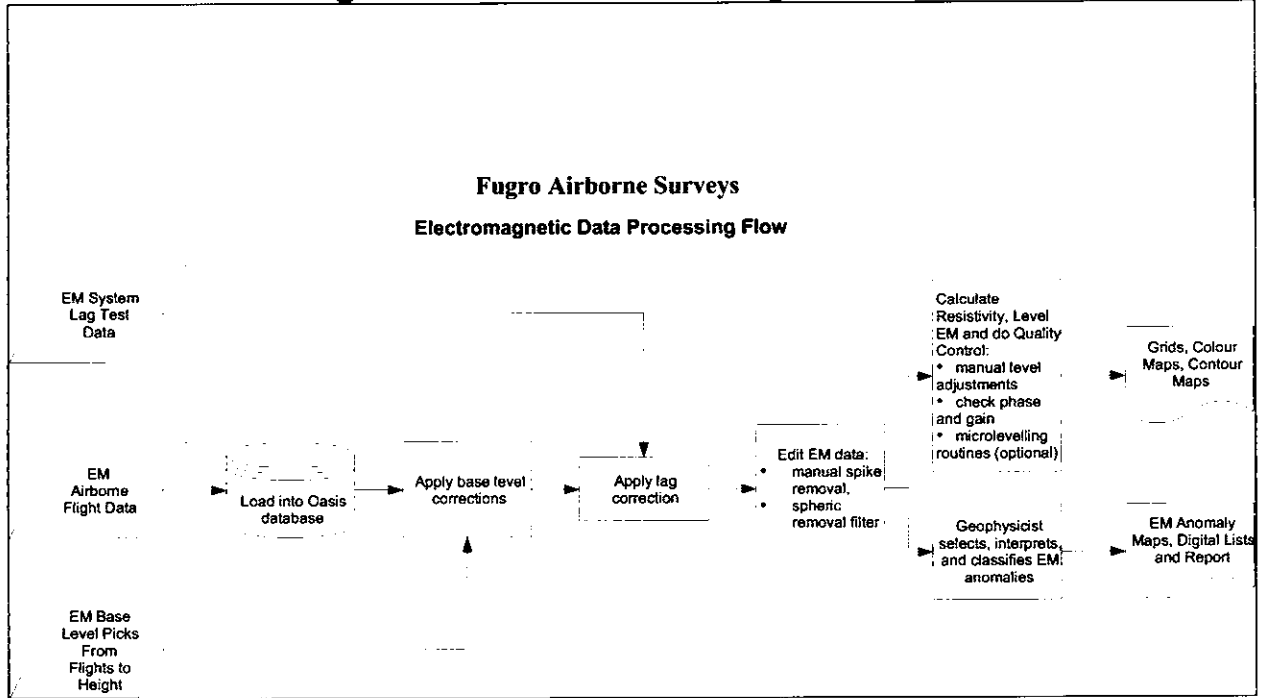 Fugro Airborne Surveys
Electromagnetic Data Processing Flow
EM System
Lag Test
Data
Calculate
Resistivity, Level
EM and do Quality
Control:
• manual level
adjustments
• check phase
and gain
• microlevelling
routines (optional)
Grids, Colour
Maps, Contour
Maps
EM
Airborne
Flight Data
Load into Oasis
database
Apply base level
corrections
Apply lag
correction
Edit EM data:
• manual spike
removal,
• spheric
removal filter
Geophysicist
selects, interprets,
and classifies EM
anomalies
EM Anomaly
Maps, Digital Lists
and Report
EM Base
Level Picks
From
Flights to
Height